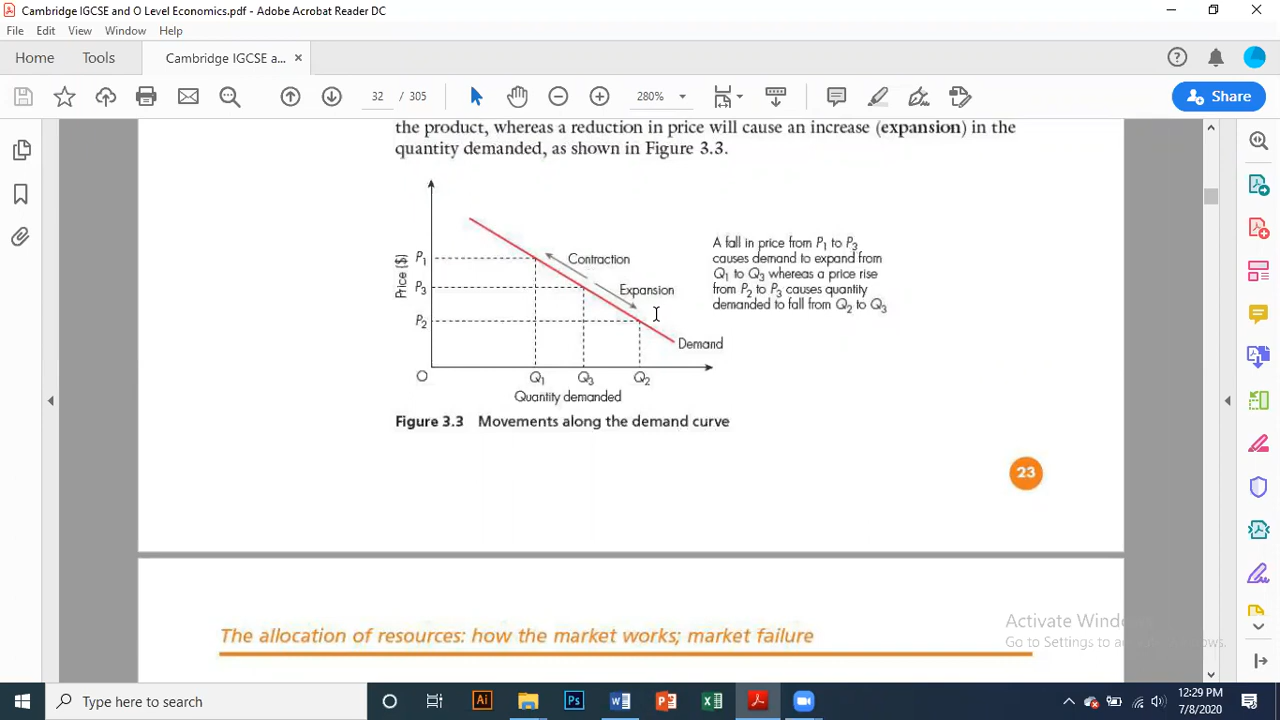 Cambridge IGCSE and O Level Economics.pdf - Adobe Acrobat Reader DC
File Edit View Window Help
Home Tools Cambridge IGCSE a... ×
32 / 305 280% Share
the product, whereas a reduction in price will cause an increase (expansion) in the
quantity demanded, as shown in Figure 3.3.
Price ($)
P1
P3
P2
O
Contraction
Expansion
Demand
Q1 Q3 Q2
Quantity demanded
A fall in price from P1 to P3
causes demand to expand from
Q1 to Q3 whereas a price rise
from P2 to P3 causes quantity
demanded to fall from Q2 to Q3
Figure 3.3 Movements along the demand curve
23
The allocation of resources: how the market works; market failure
Activate Windows
Go to Settings to activate Windows.
Type here to search
12:29 PM
7/8/2020